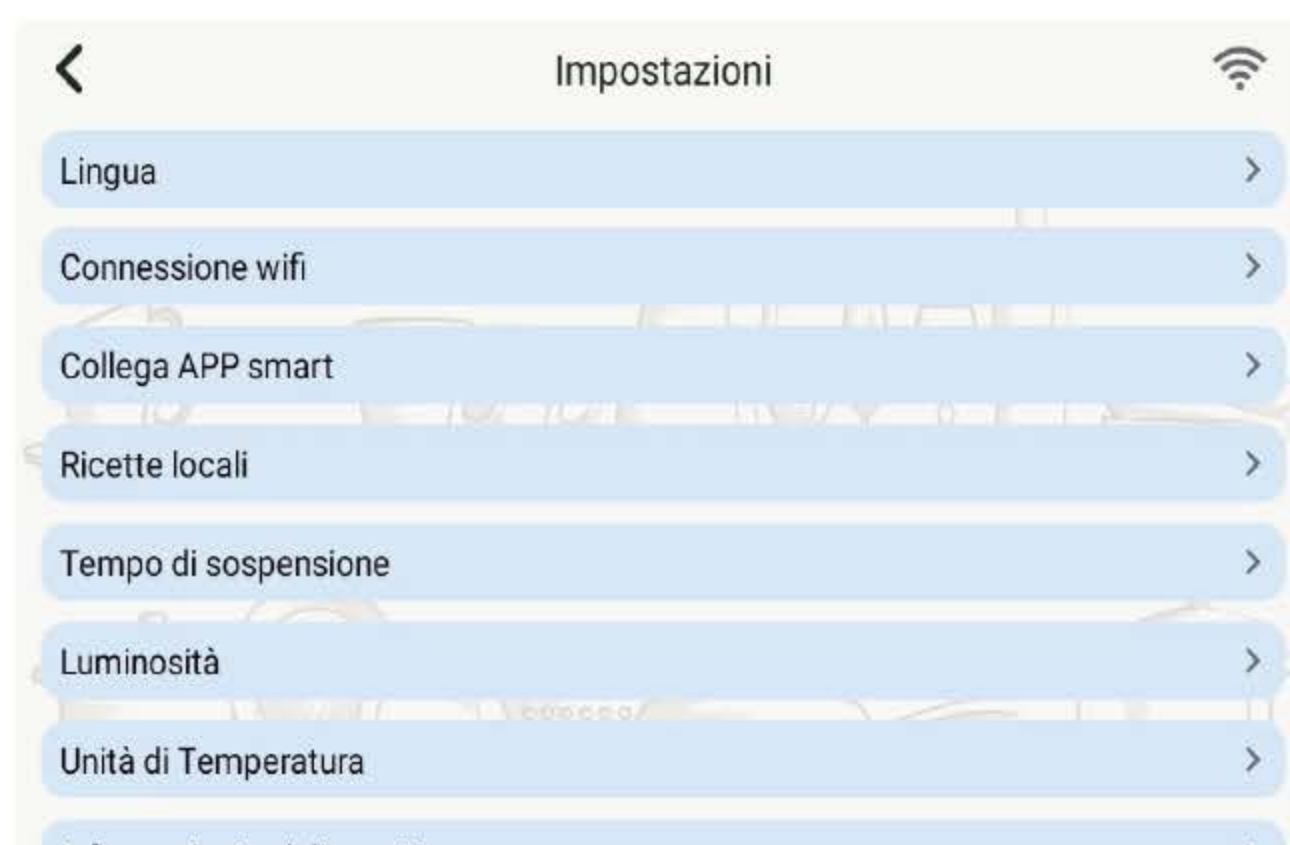 Impostazioni
Lingua
Connessione wifi
Collega APP smart
Ricette locali
Tempo di sospensione
Luminosità
Unità di Temperatura